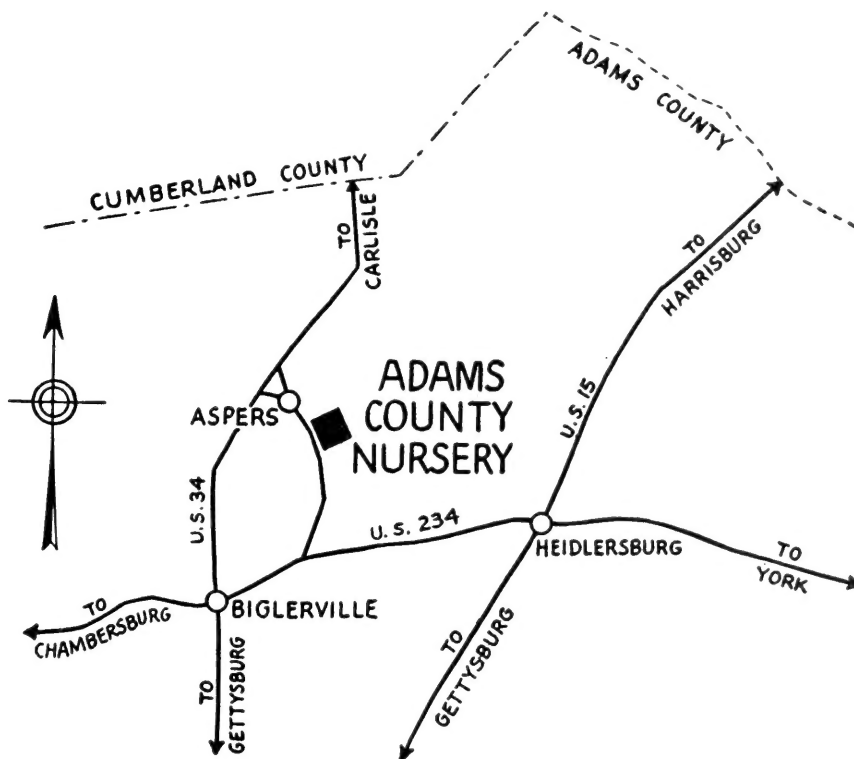 ADAMS COUNTY
CUMBERLAND COUNTY
TO
CARLISLE
TO
HARRISBURG
ADAMS
COUNTY
NURSERY
ASPERS
U.S. 15
U.S. 34
U.S. 234
HEIDLERSBURG
TO
YORK
BIGLERVILLE
TO
CHAMBERSBURG
TO
GETTYSBURG
TO
GETTYSBURG